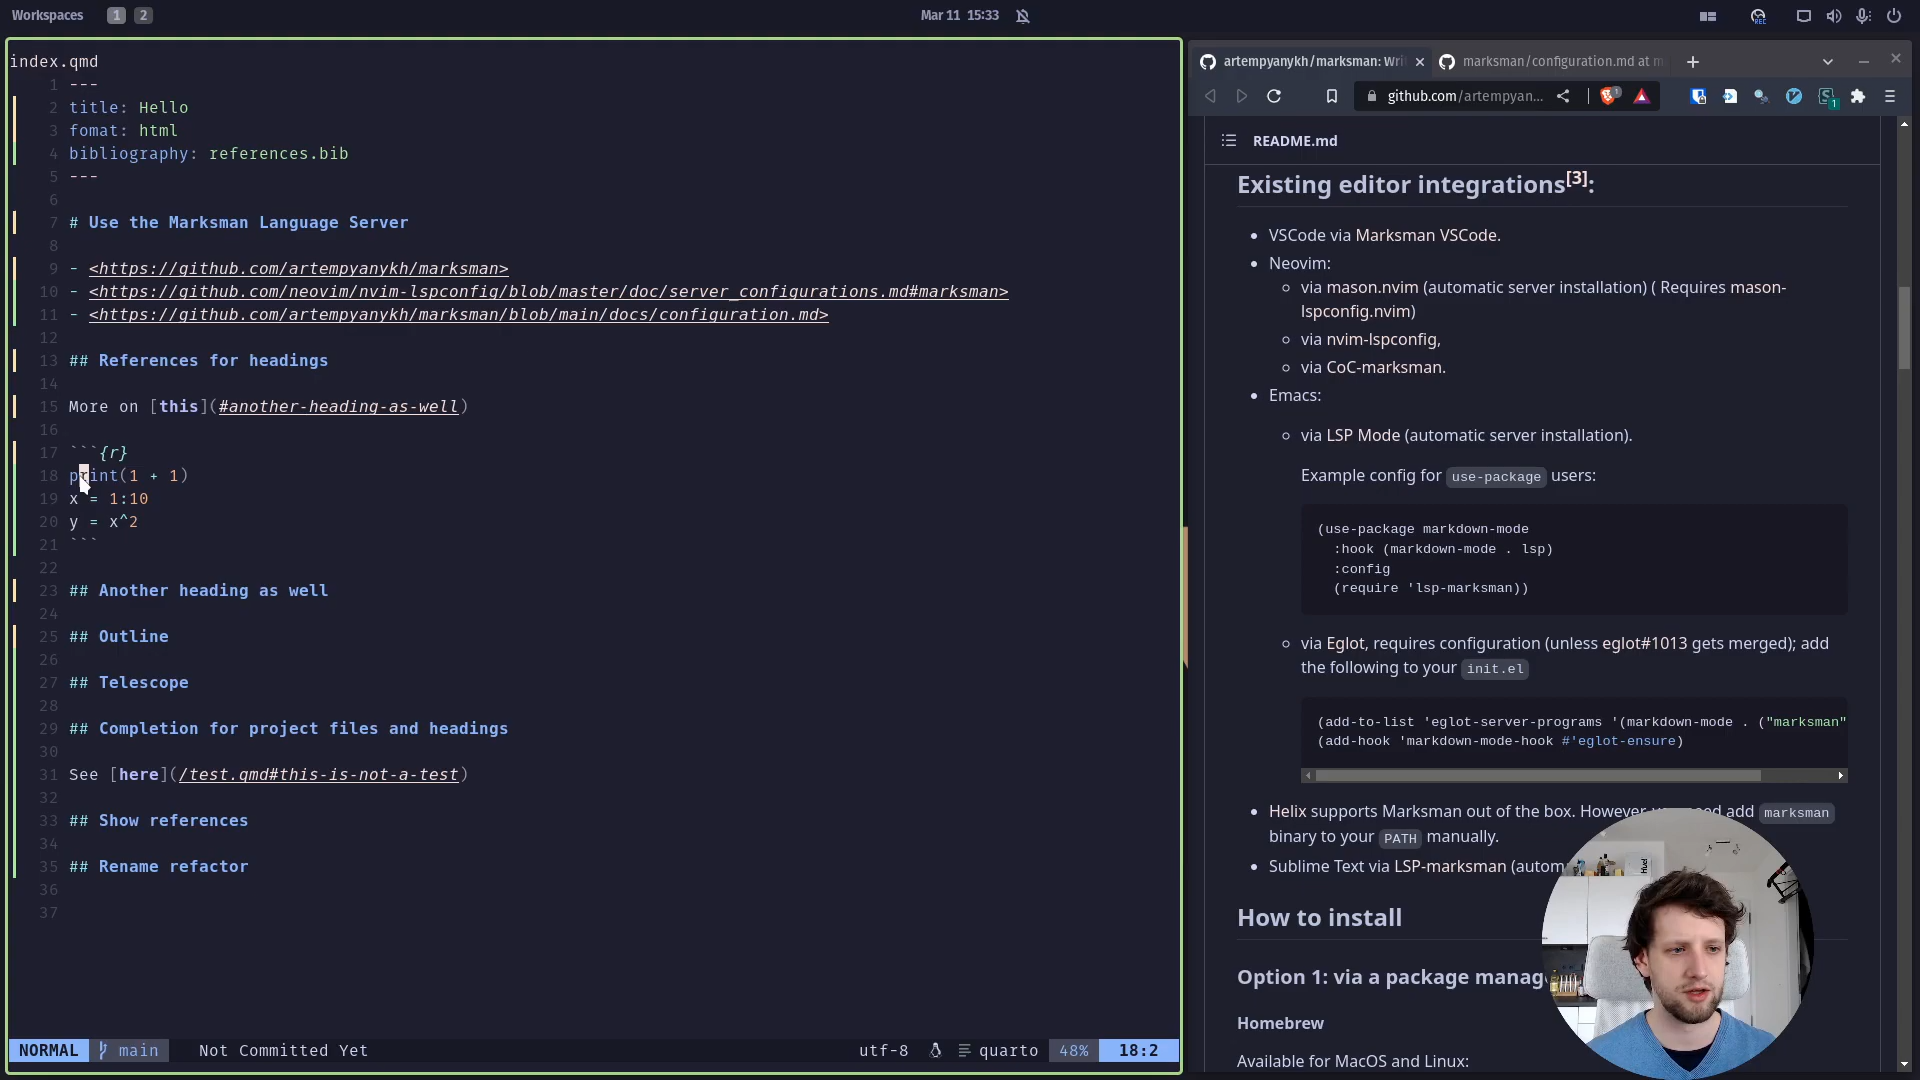 Workspaces 1 2 Mar 11 15:33
index.qmd
1 ---
2 title: Hello
3 fomat: html
4 bibliography: references.bib
5 ---
6
7 # Use the Marksman Language Server
8
9 - <https://github.com/artempyanykh/marksman>
10 - <https://github.com/neovim/nvim-lspconfig/blob/master/doc/server_configurations.md#marksman>
11 - <https://github.com/artempyanykh/marksman/blob/main/docs/configuration.md>
12
13 ## References for headings
14
15 More on [this](#another-heading-as-well)
16
17 ```{r}
18 print(1 + 1)
19 x = 1:10
20 y = x^2
21 ```
22
23 ## Another heading as well
24
25 ## Outline
26
27 ## Telescope
28
29 ## Completion for project files and headings
30
31 See [here](/test.qmd#this-is-not-a-test)
32
33 ## Show references
34
35 ## Rename refactor
36
37
NORMAL main Not Committed Yet utf-8 quarto 48% 18:2
artempyanykh/marksman: Wri marksman/configuration.md at m
github.com/artempyan...
README.md
Existing editor integrations[3]:
• VSCode via Marksman VSCode.
• Neovim:
◦ via mason.nvim (automatic server installation) ( Requires mason-
lspconfig.nvim)
◦ via nvim-lspconfig,
◦ via CoC-marksman.
• Emacs:
◦ via LSP Mode (automatic server installation).
Example config for use-package users:
(use-package markdown-mode
:hook (markdown-mode . lsp)
:config
(require 'lsp-marksman))
◦ via Eglot, requires configuration (unless eglot#1013 gets merged); add
the following to your init.el
(add-to-list 'eglot-server-programs '(markdown-mode . ("marksman"
(add-hook 'markdown-mode-hook #'eglot-ensure)
• Helix supports Marksman out of the box. However, you need add marksman
binary to your PATH manually.
• Sublime Text via LSP-marksman (autom
How to install
Option 1: via a package manag
Homebrew
Available for MacOS and Linux: